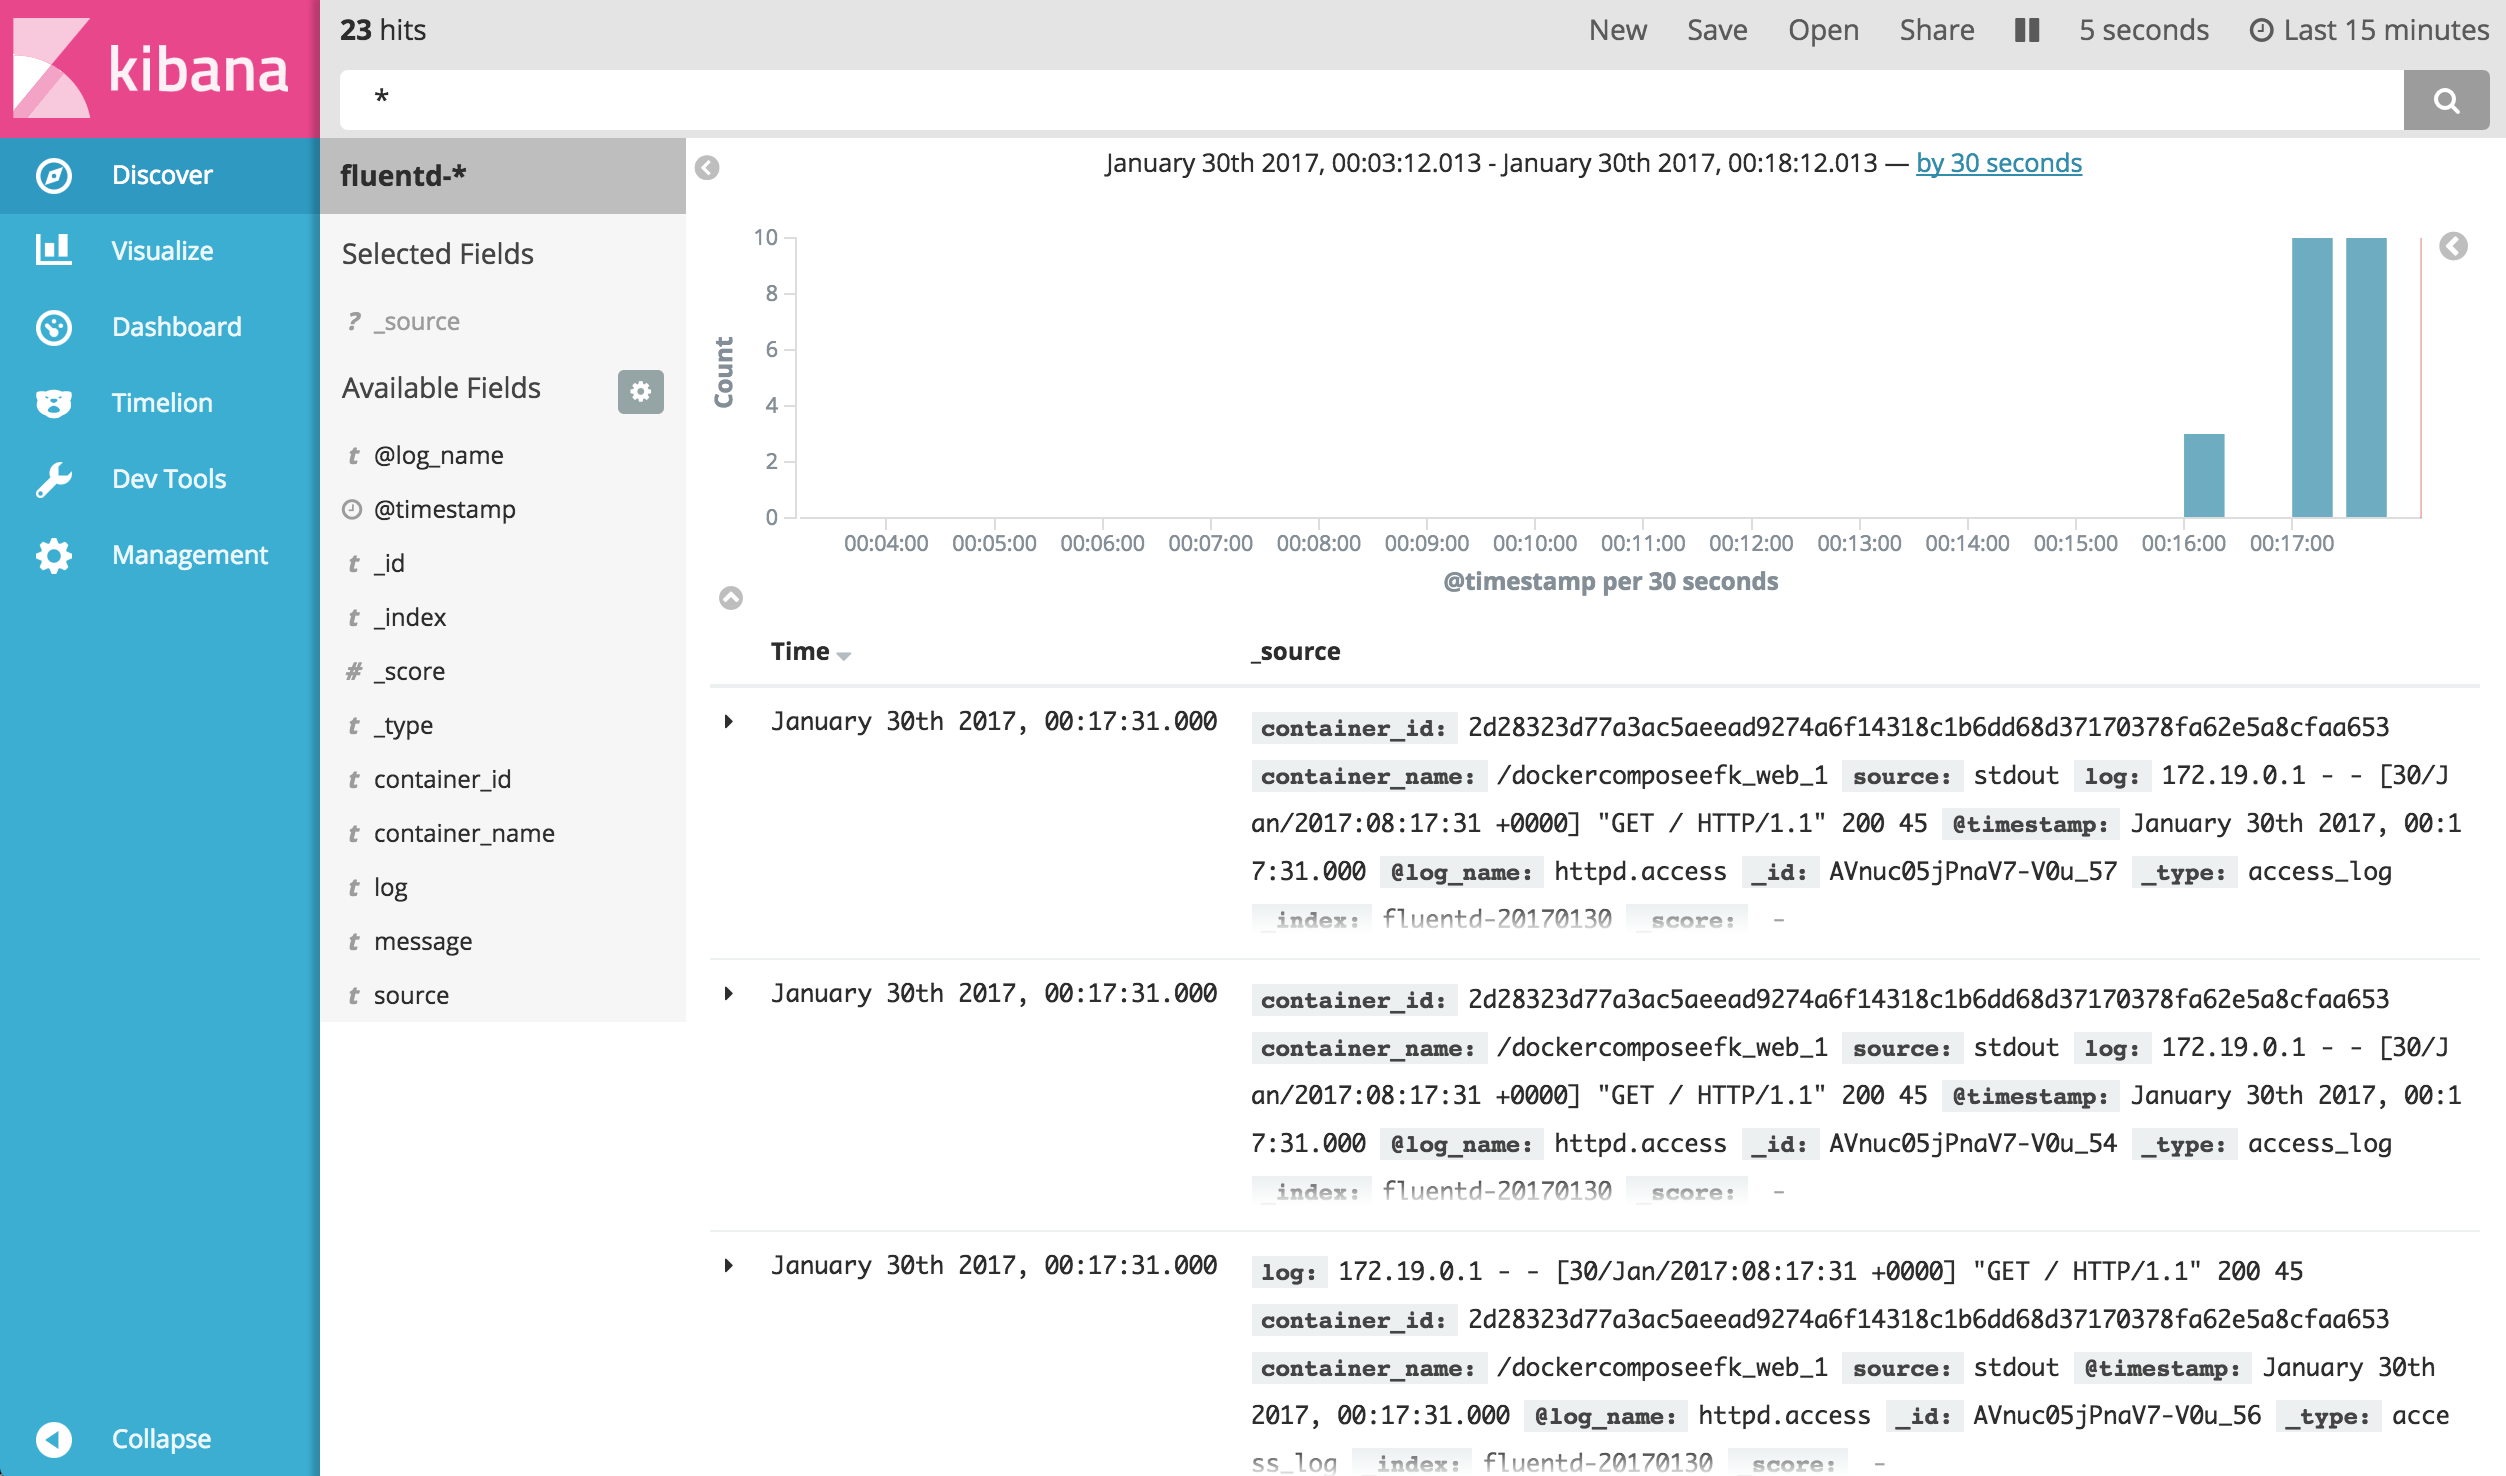 kibana
Discover
Visualize
Dashboard
Timelion
Dev Tools
Management
Collapse
23 hits
New Save Open Share 5 seconds Last 15 minutes
*
fluentd-*
Selected Fields
? _source
Available Fields
t @log_name
@timestamp
t _id
t _index
# _score
t _type
t container_id
t container_name
t log
t message
t source
January 30th 2017, 00:03:12.013 - January 30th 2017, 00:18:12.013 — by 30 seconds
Count
10
8
6
4
2
0
00:04:00 00:05:00 00:06:00 00:07:00 00:08:00 00:09:00 00:10:00 00:11:00 00:12:00 00:13:00 00:14:00 00:15:00 00:16:00 00:17:00
@timestamp per 30 seconds
Time _source
January 30th 2017, 00:17:31.000 container_id: 2d28323d77a3ac5aeead9274a6f14318c1b6dd68d37170378fa62e5a8cfaa653
container_name: /dockercomposeefk_web_1 source: stdout log: 172.19.0.1 - - [30/J
an/2017:08:17:31 +0000] "GET / HTTP/1.1" 200 45 @timestamp: January 30th 2017, 00:1
7:31.000 @log_name: httpd.access _id: AVnuc05jPnaV7-V0u_57 _type: access_log
_index: fluentd-20170130 _score: -
January 30th 2017, 00:17:31.000 container_id: 2d28323d77a3ac5aeead9274a6f14318c1b6dd68d37170378fa62e5a8cfaa653
container_name: /dockercomposeefk_web_1 source: stdout log: 172.19.0.1 - - [30/J
an/2017:08:17:31 +0000] "GET / HTTP/1.1" 200 45 @timestamp: January 30th 2017, 00:1
7:31.000 @log_name: httpd.access _id: AVnuc05jPnaV7-V0u_54 _type: access_log
_index: fluentd-20170130 _score: -
January 30th 2017, 00:17:31.000 log: 172.19.0.1 - - [30/Jan/2017:08:17:31 +0000] "GET / HTTP/1.1" 200 45
container_id: 2d28323d77a3ac5aeead9274a6f14318c1b6dd68d37170378fa62e5a8cfaa653
container_name: /dockercomposeefk_web_1 source: stdout @timestamp: January 30th
2017, 00:17:31.000 @log_name: httpd.access _id: AVnuc05jPnaV7-V0u_56 _type: acce
ss_log _index: fluentd-20170130 _score: -